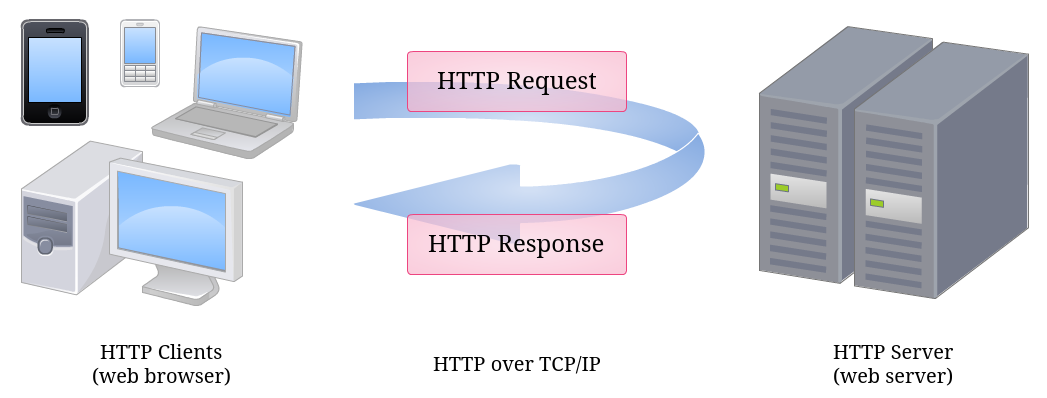 HTTP Request
HTTP Response
HTTP Clients
(web browser)
HTTP over TCP/IP
HTTP Server
(web server)